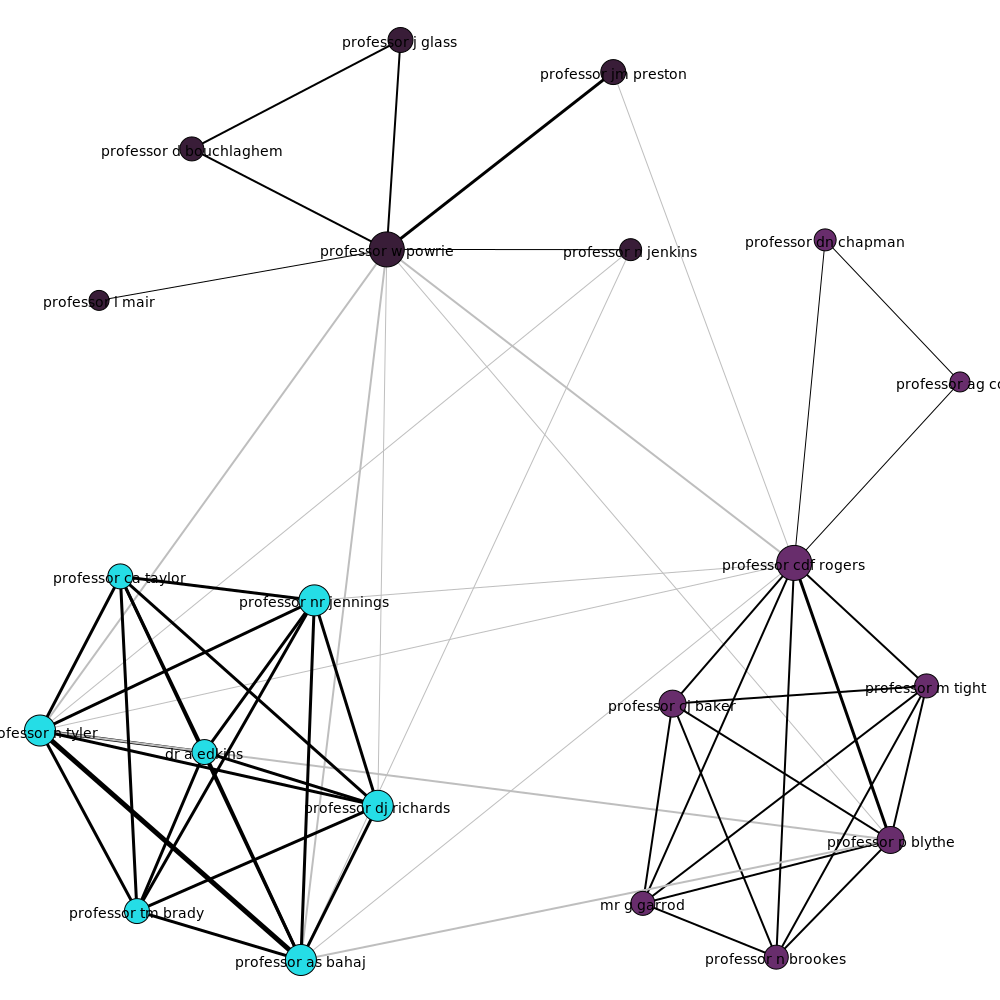 professor j glass
professor jm preston
professor d bouchlaghem
professor w powrie
professor n jenkins
professor dn chapman
professor l mair
professor ag co
professor cdf rogers
professor ca taylor
professor nr jennings
professor m tight
professor cj baker
ofessor n tyler
dr a edkins
professor dj richards
professor p blythe
mr g garrod
professor tm brady
professor n brookes
professor as bahaj